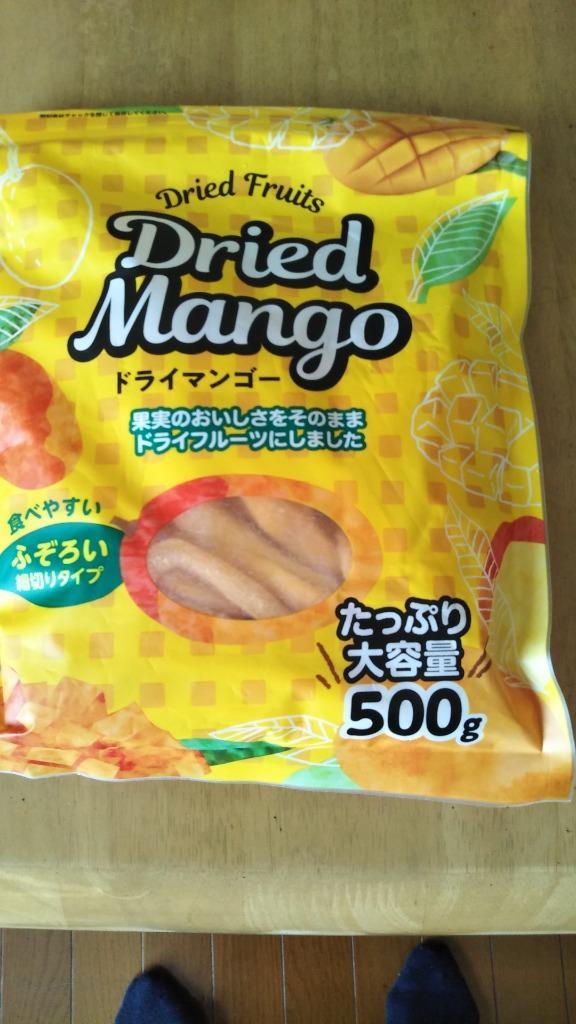 Dried Fruits
Dried
Mango
ドライマンゴー
果実のおいしさをそのまま
ドライフルーツにしました
食べやすい
ふぞろい
細切りタイプ
たっぷり
大容量
500g